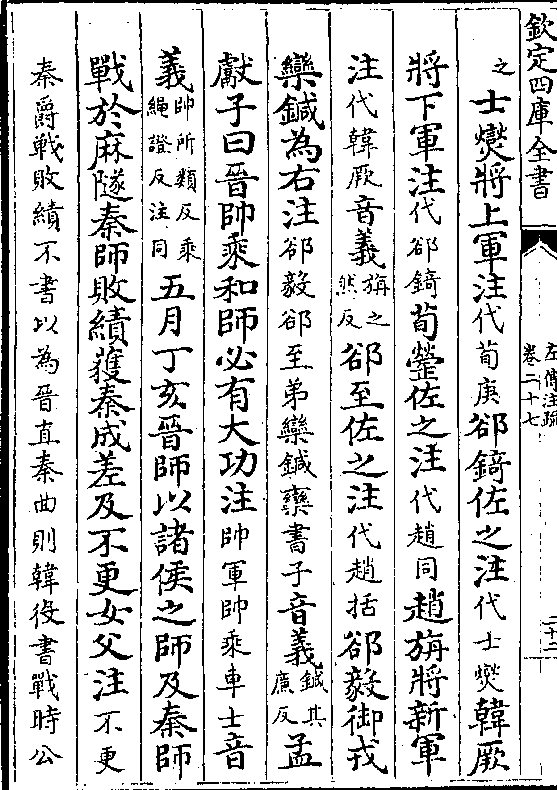 欽定四庫全書
左傳注疏
卷二十七
二十二
之士燮將上軍注代荀庚郤錡佐之注代士燮韓厥
將下軍注代郤錡荀罃佐之注代趙同趙旃將新軍
注代韓厥音義旃之然反郤至佐之注代趙括郤毅御戎
欒鍼為右注郤毅郤至弟欒鍼欒書子音義鍼其廉反孟
獻子曰晉帥乘和師必有大功注帥軍帥乘車士音
義帥所類反乘繩證反注同五月丁亥晉師以諸侯之師及秦師
戰於麻隧秦師敗績獲秦成差及不更女父注不更
秦爵戰敗績不書以為晉直秦曲則韓役書戰時公